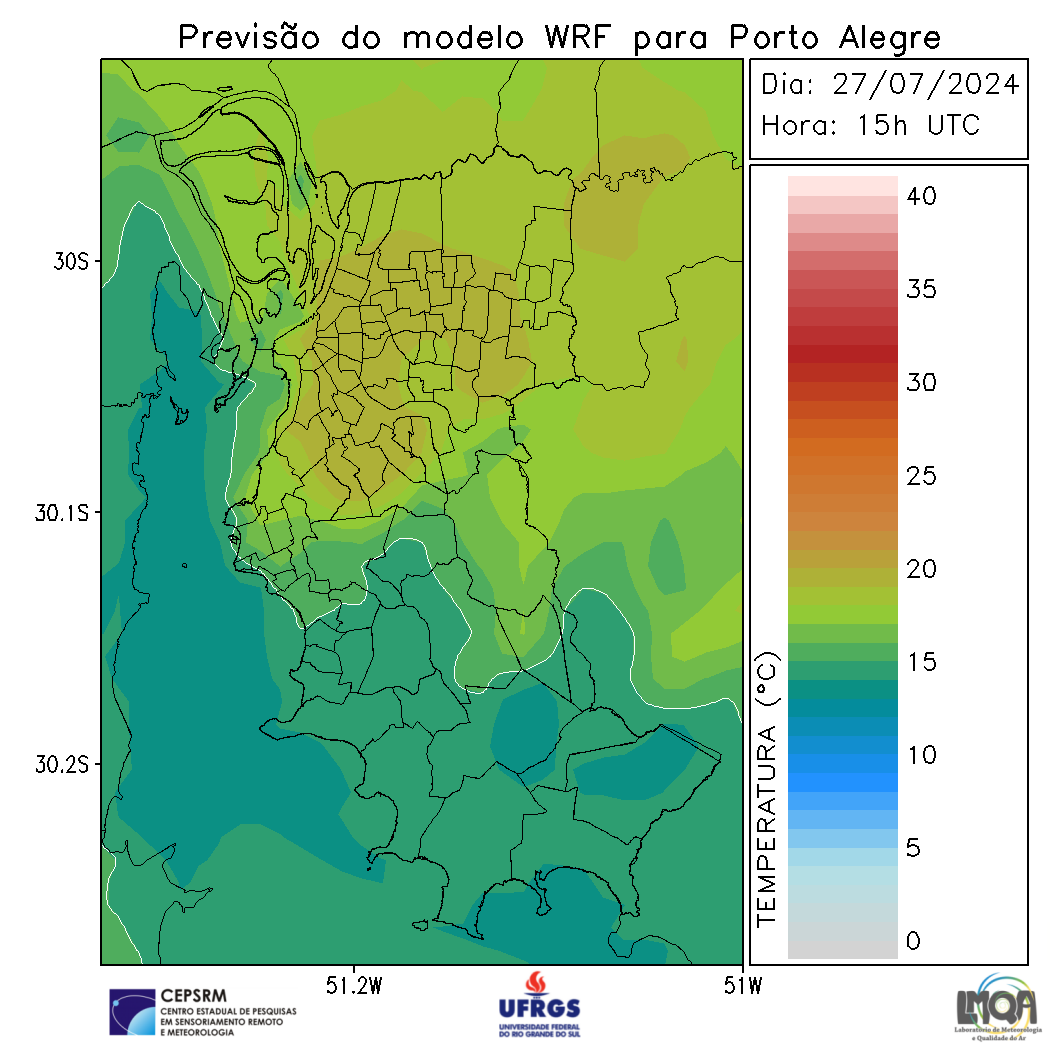 Previsão do modelo WRF para Porto Alegre
Dia: 27/07/2024
Hora: 15h UTC
40
35
30
25
20
15
10
5
0
TEMPERATURA (°C)
30S
30.1S
30.2S
51.2W
51W
CEPSRM
CENTRO ESTADUAL DE PESQUISAS
EM SENSORIAMENTO REMOTO
E METEOROLOGIA
UFRGS
UNIVERSIDADE FEDERAL
DO RIO GRANDE DO SUL
LMQA
Laboratório de Meteorologia
e Qualidade do Ar